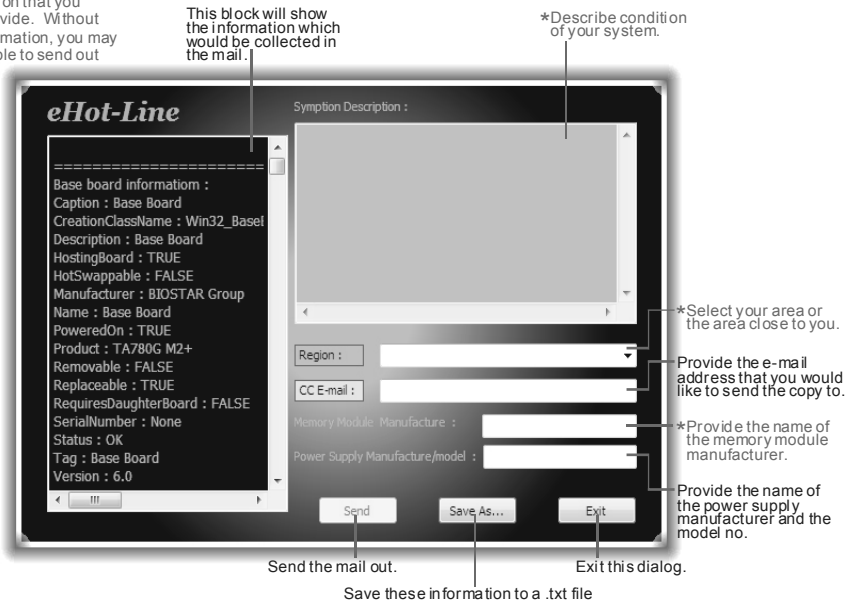 on that you
vide. Without
mation, you may
ble to send out
This block will show
the information which
would be collected in
the mail.
*Describe condition
of your system.
eHot-Line
Symption Description :
=======================
Base board informatiom :
Caption : Base Board
CreationClassName : Win32_BaseB
Description : Base Board
HostingBoard : TRUE
HotSwappable : FALSE
Manufacturer : BIOSTAR Group
Name : Base Board
PoweredOn : TRUE
Product : TA780G M2+
Removable : FALSE
Replaceable : TRUE
RequiresDaughterBoard : FALSE
SerialNumber : None
Status : OK
Tag : Base Board
Version : 6.0
Region :
CC E-mail :
Memory Module Manufacture :
Power Supply Manufacture/model :
Send
Save As...
Exit
*Select your area or
the area close to you.
Provide the e-mail
address that you would
like to send the copy to.
*Provide the name of
the memory module
manufacturer.
Provide the name of
the power supply
manufacturer and the
model no.
Send the mail out.
Exit this dialog.
Save these information to a .txt file